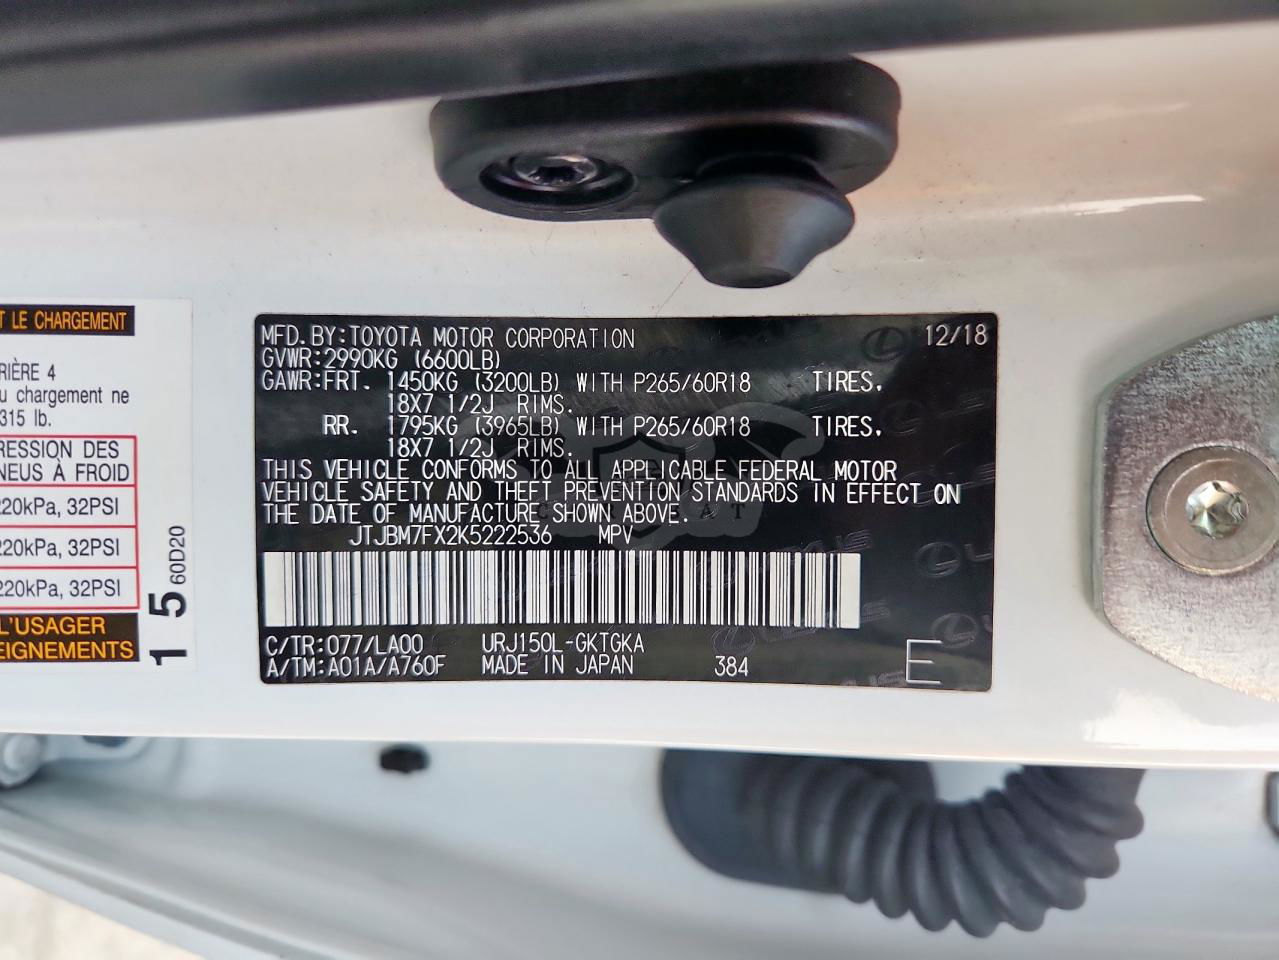 T LE CHARGEMENT
RIÈRE 4
u chargement ne
315 lb.
RESSION DES
NEUS À FROID
220kPa, 32PSI
220kPa, 32PSI
220kPa, 32PSI
L'USAGER
EIGNEMENTS
1 5 60D20
MFD.BY:TOYOTA MOTOR CORPORATION 12/18
GVWR:2990KG (6600LB)
GAWR:FRT. 1450KG (3200LB) WITH P265/60R18 TIRES,
18X7 1/2J RIMS.
RR. 1795KG (3965LB) WITH P265/60R18 TIRES,
18X7 1/2J RIMS.
THIS VEHICLE CONFORMS TO ALL APPLICABLE FEDERAL MOTOR
VEHICLE SAFETY AND THEFT PREVENTION STANDARDS IN EFFECT ON
THE DATE OF MANUFACTURE SHOWN ABOVE.
JTJBM7FX2K5222536 MPV
C/TR:077/LA00 URJ150L-GKTGKA
A/TM:A01A/A760F MADE IN JAPAN 384 E
LEXUS